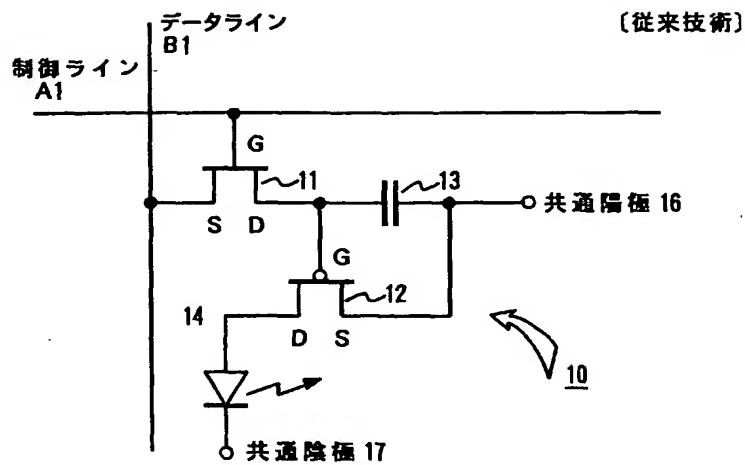 データライン
B1
〔従来技術〕
制御ライン
A1
G
11
13
共通陽極 16
S D
G
12
14
D S
10
共通陰極 17